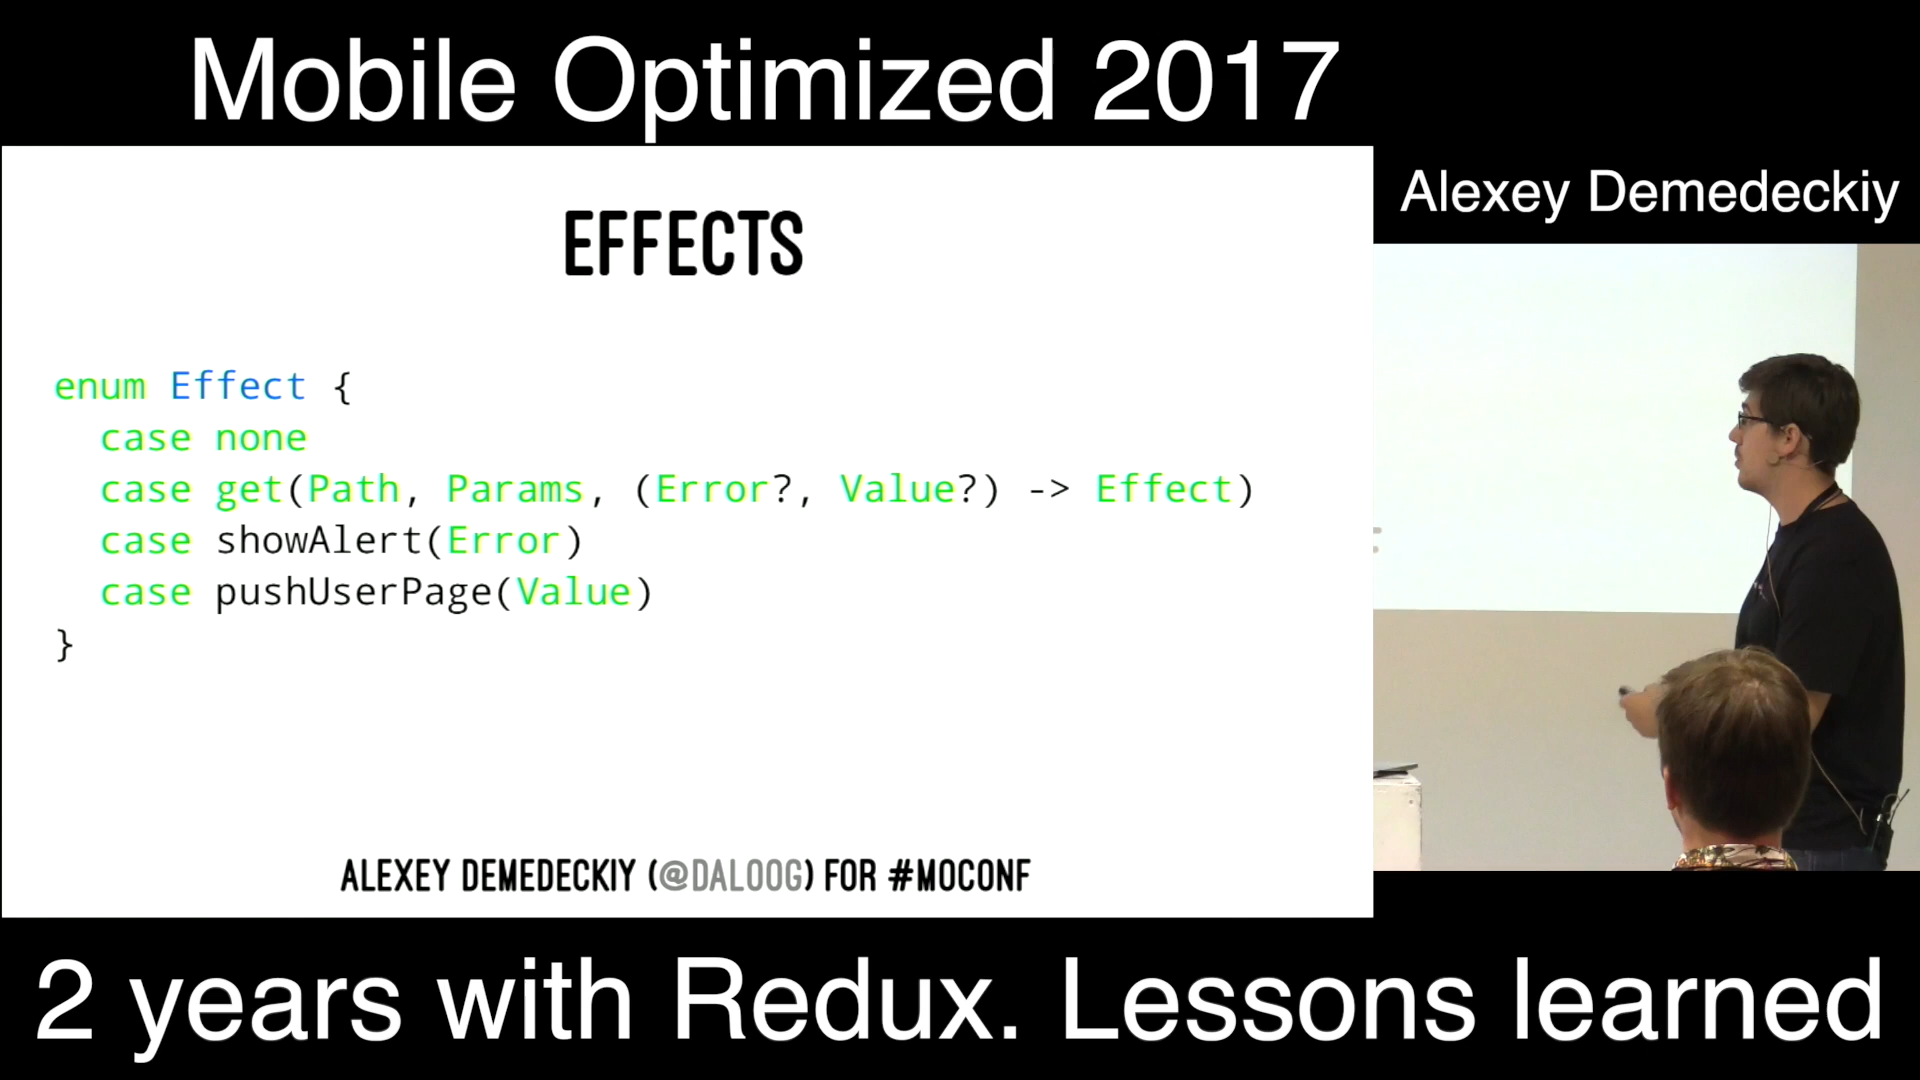 Mobile Optimized 2017
Alexey Demedeckiy
EFFECTS
enum Effect {
case none
case get(Path, Params, (Error?, Value?) -> Effect)
case showAlert(Error)
case pushUserPage(Value)
}
ALEXEY DEMEDECKIY (@DALOOG) FOR #MOCONF
2 years with Redux. Lessons learned